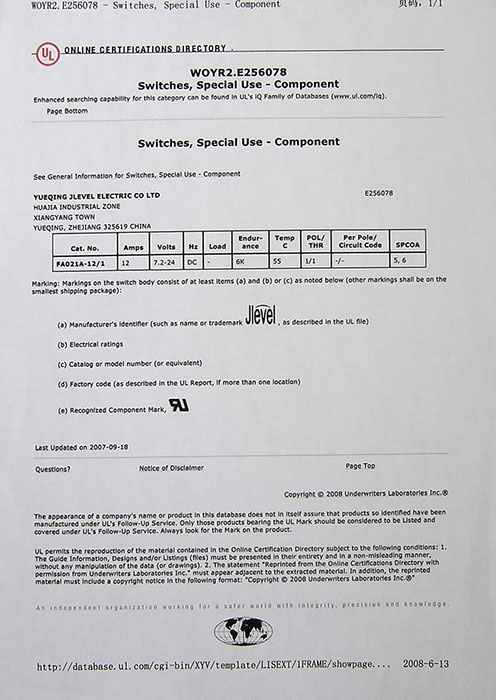 WOYR2.E256078 - Switches, Special Use - Component 页码, 1/1
UL ONLINE CERTIFICATIONS DIRECTORY
WOYR2.E256078
Switches, Special Use - Component
Enhanced searching capability for this category can be found in UL's iQ Family of Databases (www.ul.com/iq).
Page Bottom
Switches, Special Use - Component
See General Information for Switches, Special Use - Component
YUEQING JLEVEL ELECTRIC CO LTD E256078
HUAJIA INDUSTRIAL ZONE
XIANGYANG TOWN
YUEQING, ZHEJIANG 325619 CHINA
Cat. No. Amps Volts Hz Load Endur-ance Temp C POL/THR Per Pole/Circuit Code SPCOA
FA021A-12/1 12 7.2-24 DC - 6K 55 1/1 -/- 5, 6
Marking: Markings on the switch body consist of at least items (a) and (b) or (c) as noted below (other markings shall be on the
smallest shipping package):
(a) Manufacturer's identifier (such as name or trademark Jlevel , as described in the UL file)
(b) Electrical ratings
(c) Catalog or model number (or equivalent)
(d) Factory code (as described in the UL Report, if more than one location)
(e) Recognized Component Mark, RU
Last Updated on 2007-09-18
Questions? Notice of Disclaimer Page Top
Copyright © 2008 Underwriters Laboratories Inc.®
The appearance of a company's name or product in this database does not in itself assure that products so identified have been
manufactured under UL's Follow-Up Service. Only those products bearing the UL Mark should be considered to be Listed and
covered under UL's Follow-Up Service. Always look for the Mark on the product.
UL permits the reproduction of the material contained in the Online Certification Directory subject to the following conditions: 1.
The Guide Information, Designs and/or Listings (files) must be presented in their entirety and in a non-misleading manner,
without any manipulation of the data (or drawings). 2. The statement "Reprinted from the Online Certifications Directory with
permission from Underwriters Laboratories Inc." must appear adjacent to the extracted material. In addition, the reprinted
material must include a copyright notice in the following format: "Copyright © 2008 Underwriters Laboratories Inc.®"
An independent organization working for a safer world with integrity, precision and knowledge.
http://database.ul.com/cgi-bin/XYV/template/LISEXT/1FRAME/showpage.... 2008-6-13